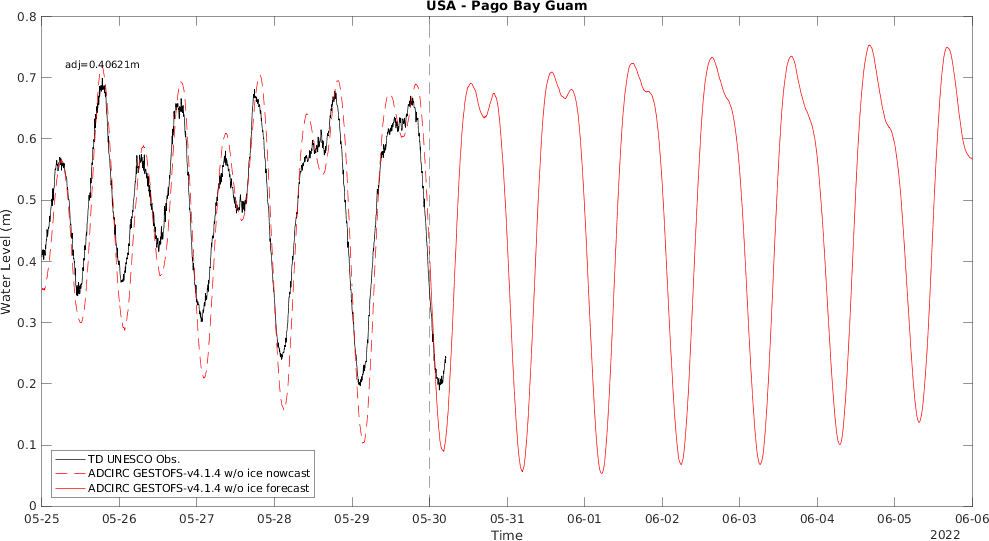 USA - Pago Bay Guam
adj=0.40621m
Water Level (m)
0.8
0.7
0.6
0.5
0.4
0.3
0.2
0.1
0
TD UNESCO Obs.
ADCIRC GESTOFS-v4.1.4 w/o ice nowcast
ADCIRC GESTOFS-v4.1.4 w/o ice forecast
05-25 05-26 05-27 05-28 05-29 05-30 05-31 06-01 06-02 06-03 06-04 06-05 06-06
Time
2022